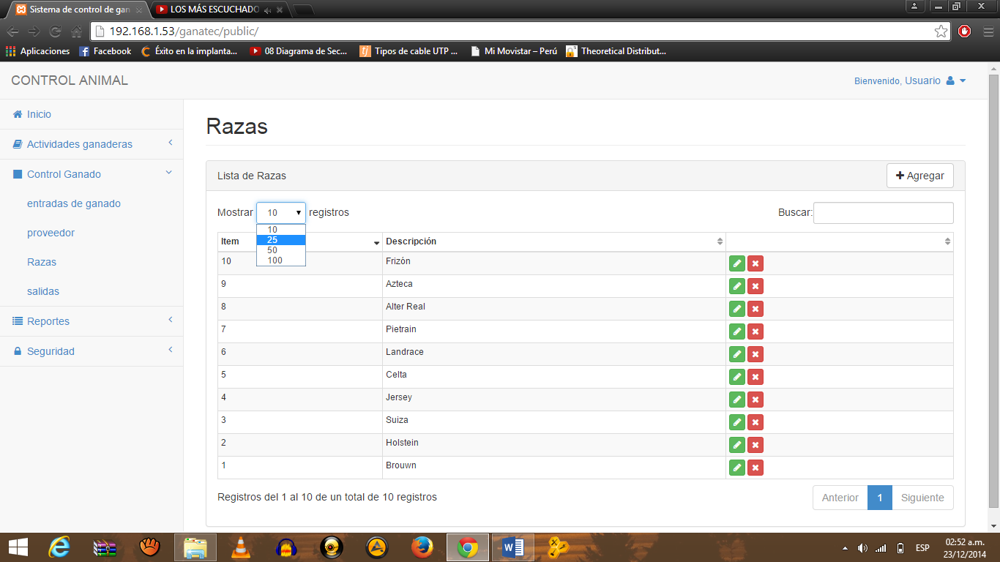 Sistema de control de gan
LOS MÁS ESCUCHADO
192.168.1.53/ganatec/public/
Aplicaciones Facebook Éxito en la implanta... 08 Diagrama de Sec... Tipos de cable UTP ... Mi Movistar – Perú Theoretical Distribut...
CONTROL ANIMAL
Bienvenido, Usuario
Inicio
Actividades ganaderas
Control Ganado
entradas de ganado
proveedor
Razas
salidas
Reportes
Seguridad
Razas
Lista de Razas
Agregar
Mostrar 10 registros
Buscar:
10
25
50
100
Item Descripción
10 Frizón
9 Azteca
8 Alter Real
7 Pietrain
6 Landrace
5 Celta
4 Jersey
3 Suiza
2 Holstein
1 Brouwn
Registros del 1 al 10 de un total de 10 registros
Anterior 1 Siguiente
ESP
02:52 a.m.
23/12/2014